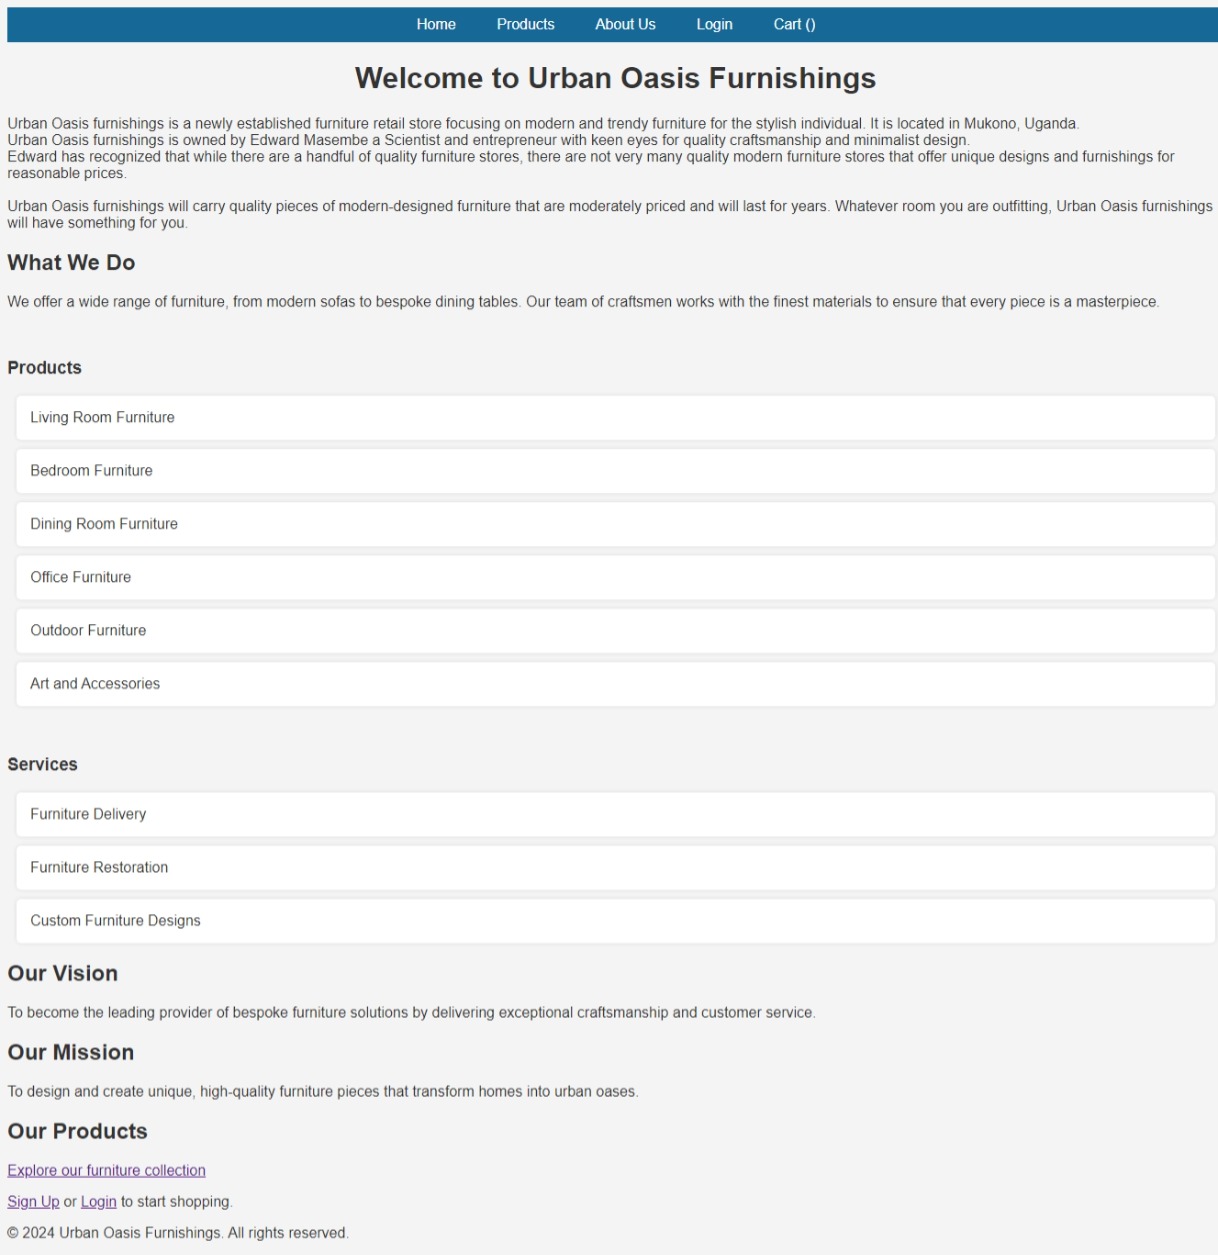 Home Products About Us Login Cart ()
Welcome to Urban Oasis Furnishings
Urban Oasis furnishings is a newly established furniture retail store focusing on modern and trendy furniture for the stylish individual. It is located in Mukono, Uganda.
Urban Oasis furnishings is owned by Edward Masembe a Scientist and entrepreneur with keen eyes for quality craftsmanship and minimalist design.
Edward has recognized that while there are a handful of quality furniture stores, there are not very many quality modern furniture stores that offer unique designs and furnishings for
reasonable prices.
Urban Oasis furnishings will carry quality pieces of modern-designed furniture that are moderately priced and will last for years. Whatever room you are outfitting, Urban Oasis furnishings
will have something for you.
What We Do
We offer a wide range of furniture, from modern sofas to bespoke dining tables. Our team of craftsmen works with the finest materials to ensure that every piece is a masterpiece.
Products
Living Room Furniture
Bedroom Furniture
Dining Room Furniture
Office Furniture
Outdoor Furniture
Art and Accessories
Services
Furniture Delivery
Furniture Restoration
Custom Furniture Designs
Our Vision
To become the leading provider of bespoke furniture solutions by delivering exceptional craftsmanship and customer service.
Our Mission
To design and create unique, high-quality furniture pieces that transform homes into urban oases.
Our Products
Explore our furniture collection
Sign Up or Login to start shopping.
© 2024 Urban Oasis Furnishings. All rights reserved.